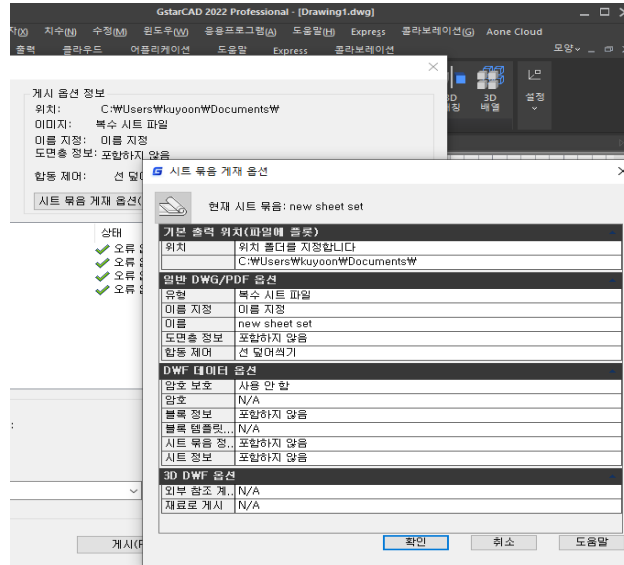 GstarCAD 2022 Professional - [Drawing1.dwg]
지수(N) 수정(M) 윈도우(W) 응용프로그램(A) 도움말(H) Express 콜라보레이션(G) Aone Cloud
출력 클라우드 어플리케이션 도움말 Express 콜라보레이션 모양
3D 배열 설정
게시 옵션 정보
위치: C:₩Users₩kuyoon₩Documents₩
이미지: 복수 시트 파일
이름 지정: 이름 지정
도면층 정보: 포함하지 않음
합동 제어: 선 덮
시트 묶음 게재 옵션(
상태
오류
오류
오류
오류
게시(
시트 묶음 게재 옵션
현재 시트 묶음: new sheet set
기본 출력 위치(파일에 플롯)
위치 위치 폴더를 지정합니다
C:₩Users₩kuyoon₩Documents₩
일반 DWG/PDF 옵션
유형 복수 시트 파일
이름 지정 이름 지정
이름 new sheet set
도면층 정보 포함하지 않음
합동 제어 선 덮어씌기
DWF 데이터 옵션
암호 보호 사용 안 함
암호 N/A
블록 정보 포함하지 않음
블록 템플릿... N/A
시트 묶음 정.. 포함하지 않음
시트 정보 포함하지 않음
3D DWF 옵션
외부 참조 계.. N/A
재료로 게시 N/A
확인 취소 도움말